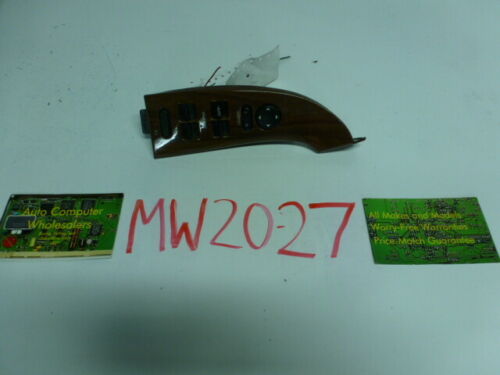 Auto Computer
Wholesalers
MW20-27
All Makes and Models
Worry-Free Warranties
Price-Match Guarantee